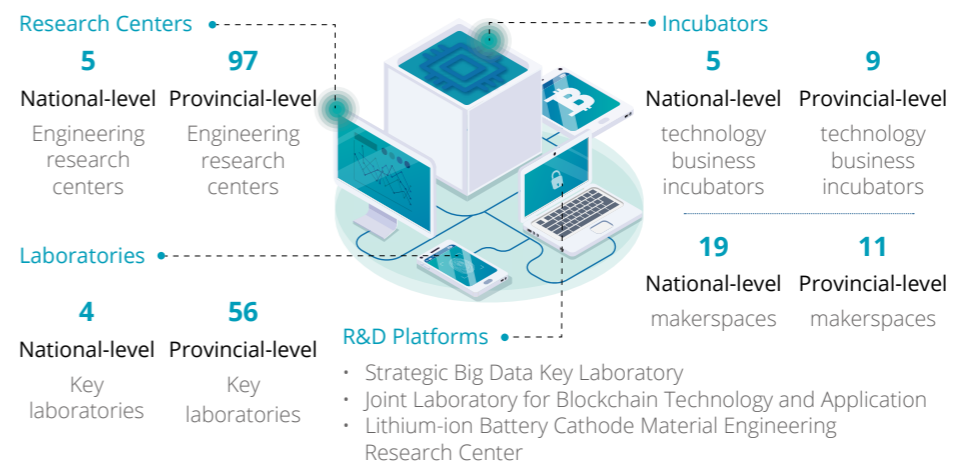 Research Centers
5
National-level
Engineering
research
centers
97
Provincial-level
Engineering
research
centers
Incubators
5
National-level
technology
business
incubators
9
Provincial-level
technology
business
incubators
19
National-level
makerspaces
11
Provincial-level
makerspaces
Laboratories
4
National-level
Key
laboratories
56
Provincial-level
Key
laboratories
R&D Platforms
• Strategic Big Data Key Laboratory
• Joint Laboratory for Blockchain Technology and Application
• Lithium-ion Battery Cathode Material Engineering
Research Center